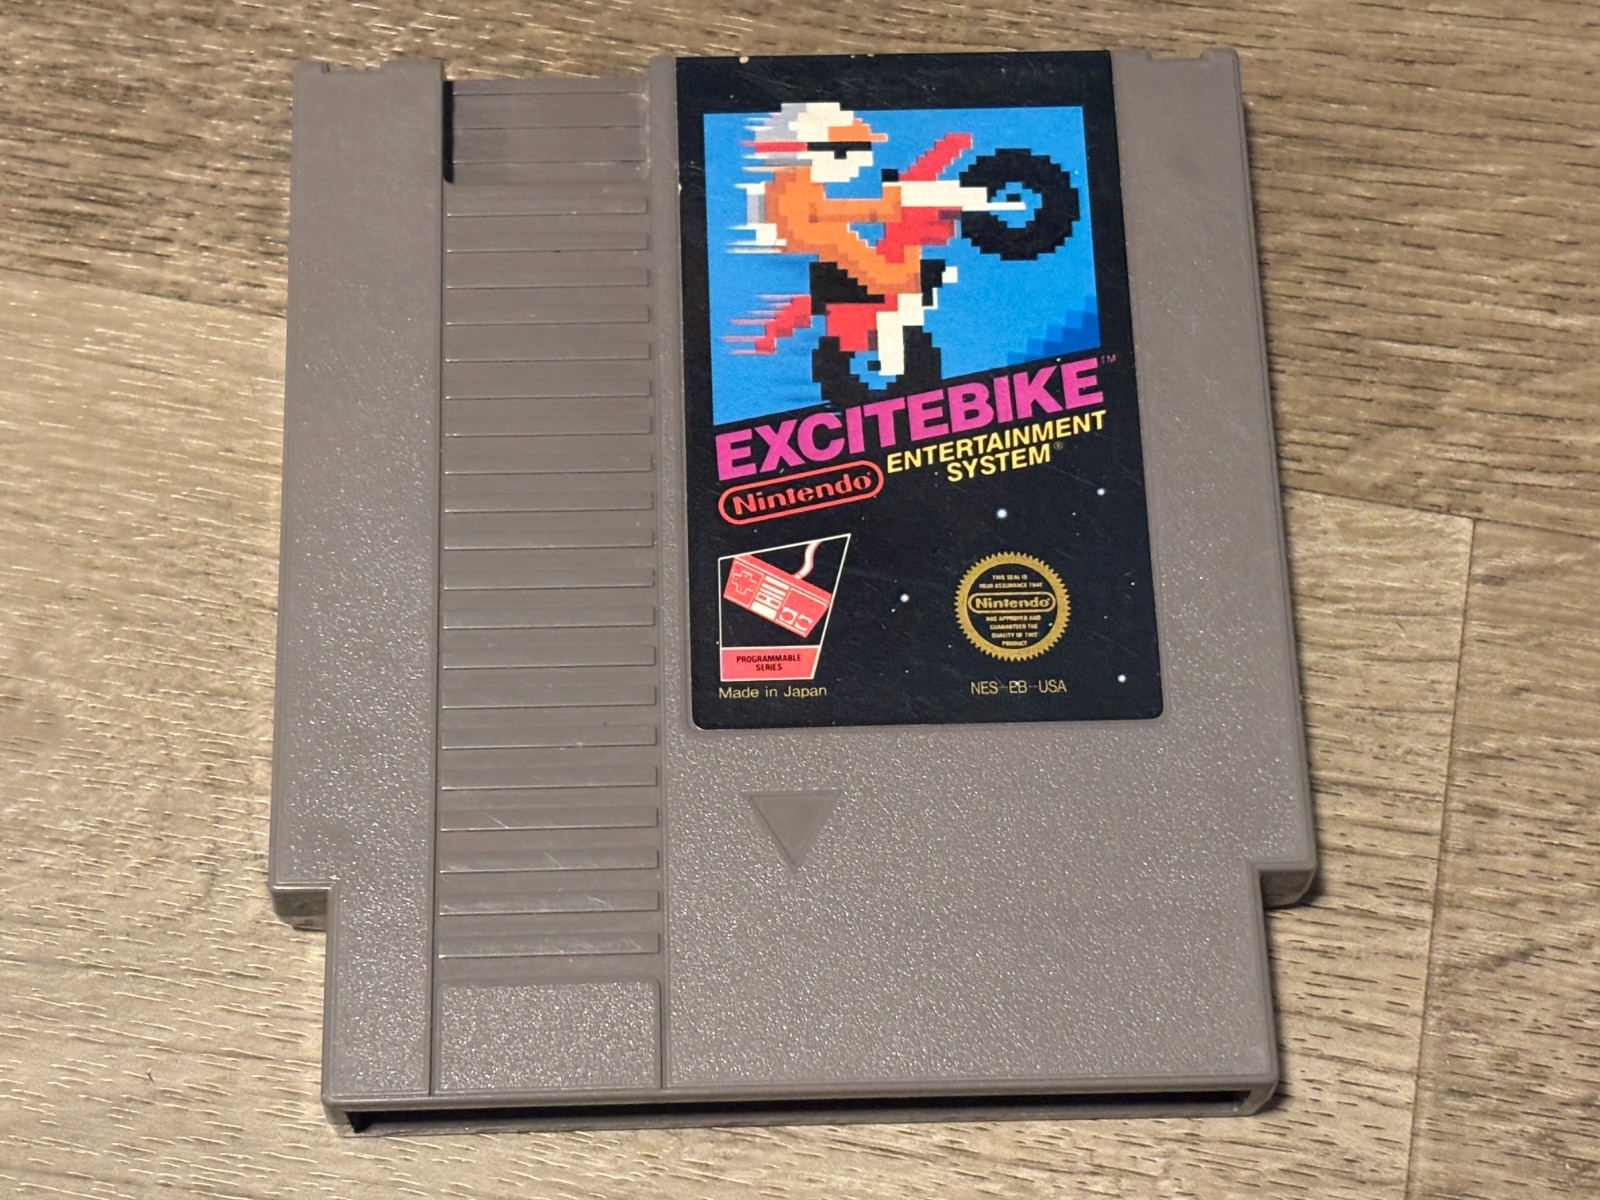 EXCITEBIKE™
Nintendo®
ENTERTAINMENT
SYSTEM®
PROGRAMMABLE
SERIES
Made in Japan
THIS SEAL IS
YOUR ASSURANCE THAT
Nintendo®
HAS APPROVED AND
GUARANTEED THE
QUALITY OF THIS
PRODUCT
NES-EB-USA